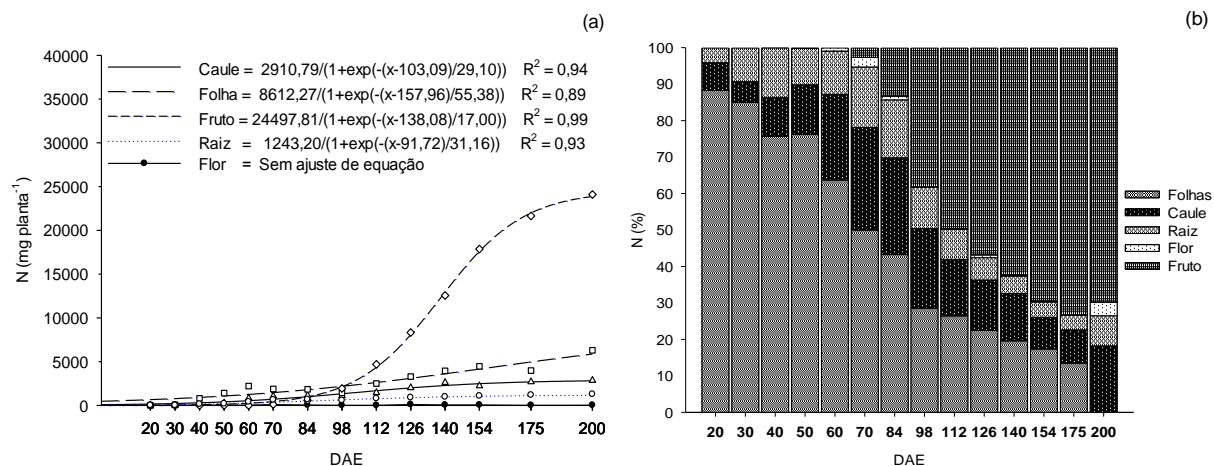 (a)
40000
35000
30000
25000
20000
15000
10000
5000
0
N (mg planta⁻¹)
Caule = 2910,79/(1+exp(-(x-103,09)/29,10)) R² = 0,94
Folha = 8612,27/(1+exp(-(x-157,96)/55,38)) R² = 0,89
Fruto = 24497,81/(1+exp(-(x-138,08)/17,00)) R² = 0,99
Raiz = 1243,20/(1+exp(-(x-91,72)/31,16)) R² = 0,93
Flor = Sem ajuste de equação
20 30 40 50 60 70 84 98 112 126 140 154 175 200
DAE
(b)
100
90
80
70
60
50
40
30
20
10
0
N (%)
20 30 40 50 60 70 84 98 112 126 140 154 175 200
DAE
Folhas
Caule
Raiz
Flor
Fruto